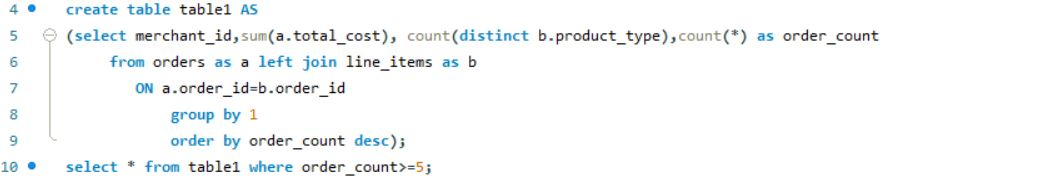 4 create table table1 AS
5 (select merchant_id,sum(a.total_cost), count(distinct b.product_type),count(*) as order_count
6 from orders as a left join line_items as b
7 ON a.order_id=b.order_id
8 group by 1
9 order by order_count desc);
10 select * from table1 where order_count>=5;